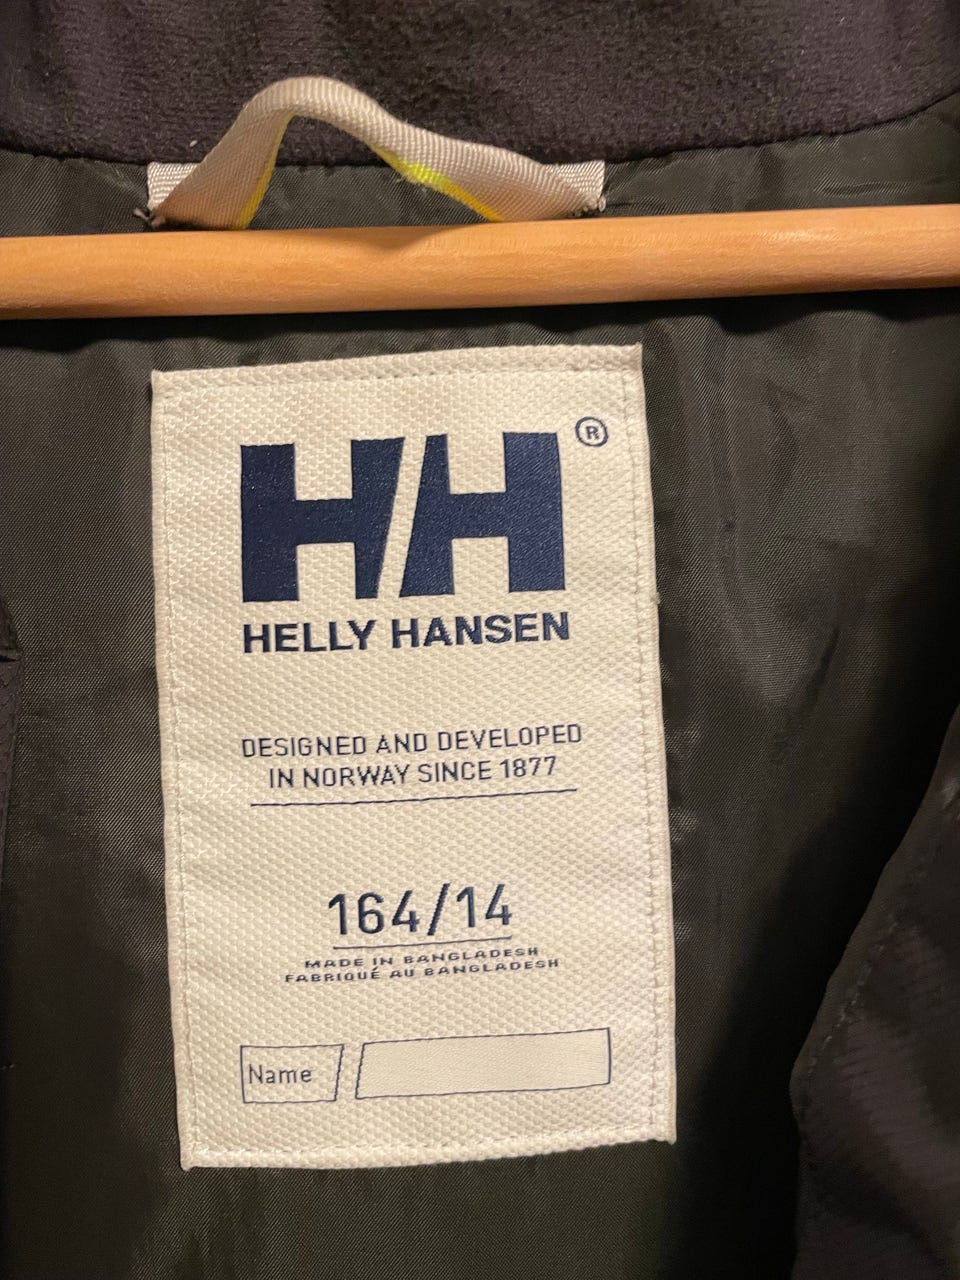 HH®
HELLY HANSEN
DESIGNED AND DEVELOPED
IN NORWAY SINCE 1877
164/14
MADE IN BANGLADESH
FABRIQUÉ AU BANGLADESH
Name